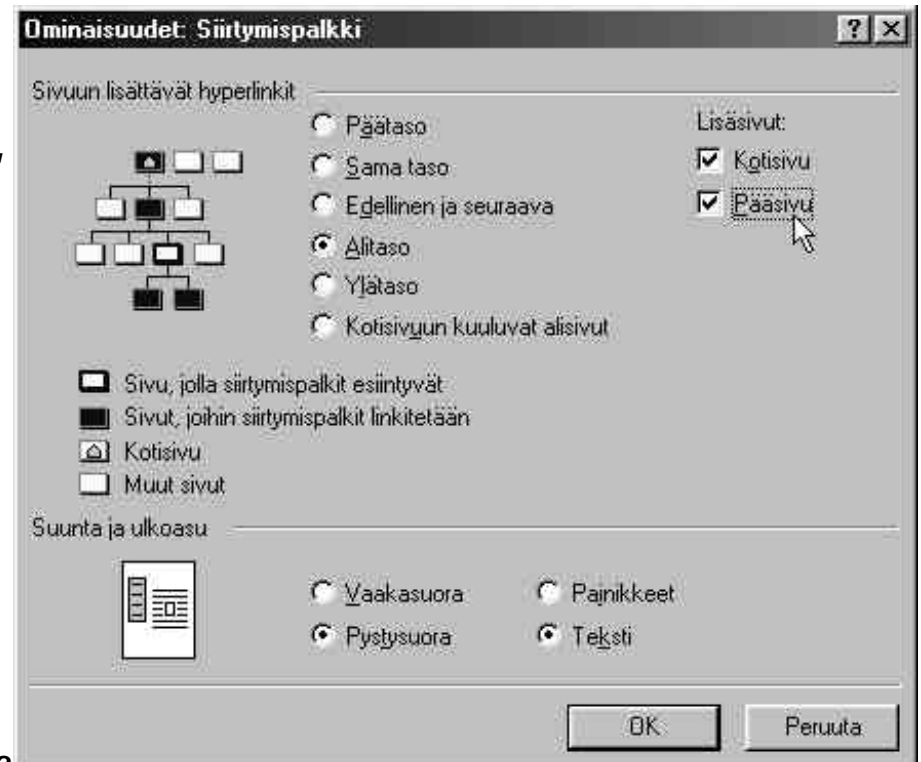 Ominaisuudet: Siirtymispalkki
Sivuun lisättävät hyperlinkit
Päätaso
Sama taso
Edellinen ja seuraava
Alitaso
Ylätaso
Kotisivuun kuuluvat alisivut
Lisäsivut:
Kotisivu
Pääsivu
Sivu, jolla siirtymispalkit esiintyvät
Sivut, joihin siirtymispalkit linkitetään
Kotisivu
Muut sivut
Suunta ja ulkoasu
Vaakasuora
Painikkeet
Pystysuora
Teksti
OK
Peruuta